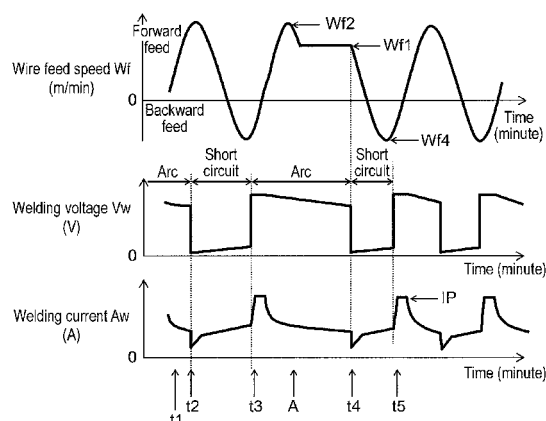 Forward
feed
Wf2
Wf1
Wire feed speed Wf
(m/min)
0
Backward
feed
Time
(minute)
Wf4
Short
circuit
Short
circuit
Arc
Arc
Welding voltage Vw
(V)
0
Time (minute)
IP
Welding current Aw
(A)
0
Time (minute)
t1
t2
t3
A
t4
t5